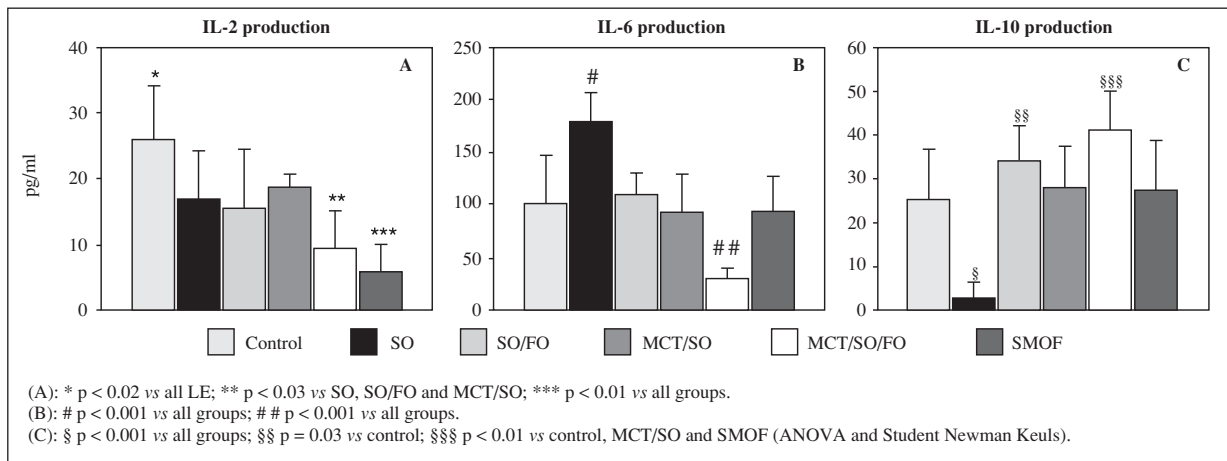 IL-2 production
IL-6 production
IL-10 production
pg/ml
40
30
20
10
0
A
*
**
***
250
200
150
100
50
0
B
#
# #
60
50
40
30
20
10
0
C
§
§§
§§§
Control
SO
SO/FO
MCT/SO
MCT/SO/FO
SMOF
(A): * p < 0.02 vs all LE; ** p < 0.03 vs SO, SO/FO and MCT/SO; *** p < 0.01 vs all groups.
(B): # p < 0.001 vs all groups; # # p < 0.001 vs all groups.
(C): § p < 0.001 vs all groups; §§ p = 0.03 vs control; §§§ p < 0.01 vs control, MCT/SO and SMOF (ANOVA and Student Newman Keuls).